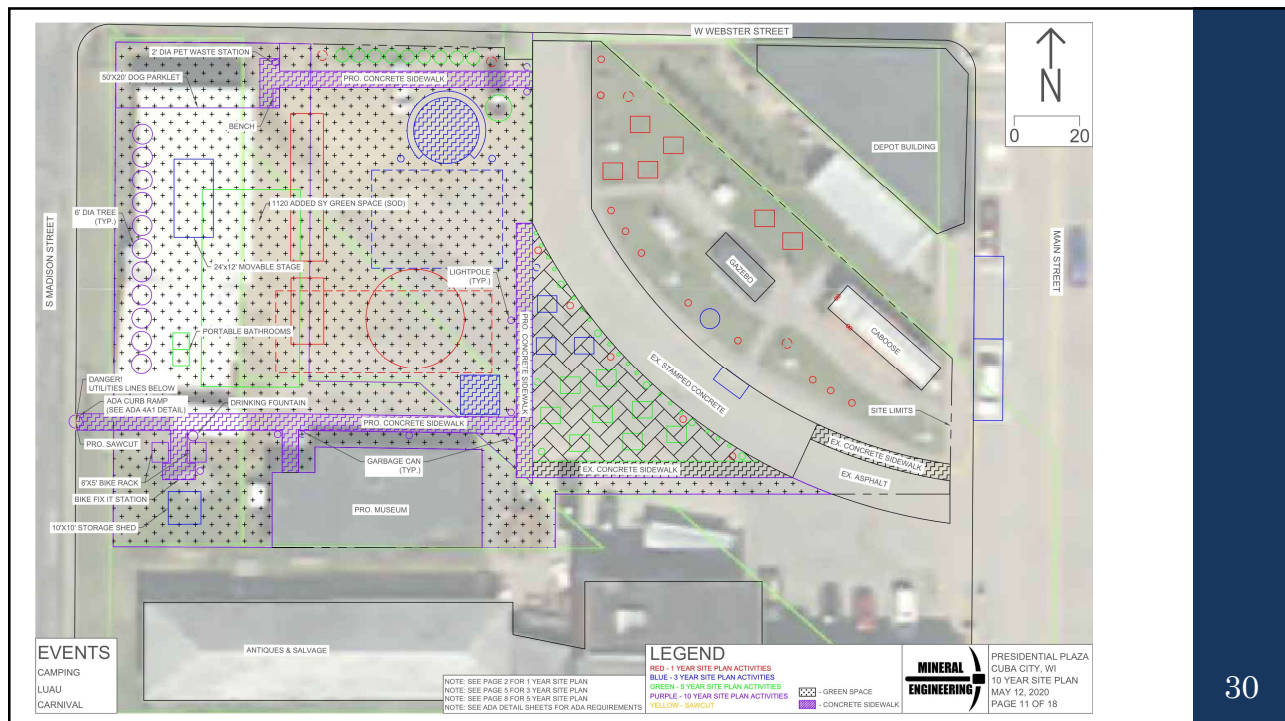 W WEBSTER STREET
2' DIA PET WASTE STATION
50'X20' DOG PARKLET
PRO. CONCRETE SIDEWALK
BENCH
N
0 20
DEPOT BUILDING
6' DIA TREE
(TYP.)
1120 ADDED SY GREEN SPACE (SOD)
S MADISON STREET
24'x12' MOVABLE STAGE
LIGHTPOLE
(TYP.)
GAZEBO
MAIN STREET
PORTABLE BATHROOMS
PRO. CONCRETE SIDEWALK
CABOOSE
EX. STAMPED CONCRETE
DANGER!
UTILITIES LINES BELOW
ADA CURB RAMP
(SEE ADA 4A1 DETAIL)
DRINKING FOUNTAIN
PRO. CONCRETE SIDEWALK
SITE LIMITS
PRO. SAWCUT
GARBAGE CAN
(TYP.)
EX. CONCRETE SIDEWALK
EX. CONCRETE SIDEWALK
EX. ASPHALT
6'X5' BIKE RACK
BIKE FIX IT STATION
10'X10' STORAGE SHED
PRO. MUSEUM
ANTIQUES & SALVAGE
EVENTS
CAMPING
LUAU
CARNIVAL
NOTE: SEE PAGE 2 FOR 1 YEAR SITE PLAN
NOTE: SEE PAGE 5 FOR 3 YEAR SITE PLAN
NOTE: SEE PAGE 8 FOR 5 YEAR SITE PLAN
NOTE: SEE ADA DETAIL SHEETS FOR ADA REQUIREMENTS
LEGEND
RED - 1 YEAR SITE PLAN ACTIVITIES
BLUE - 3 YEAR SITE PLAN ACTIVITIES
GREEN - 5 YEAR SITE PLAN ACTIVITIES
PURPLE - 10 YEAR SITE PLAN ACTIVITIES
YELLOW - SAWCUT
- GREEN SPACE
- CONCRETE SIDEWALK
MINERAL
ENGINEERING
PRESIDENTIAL PLAZA
CUBA CITY, WI
10 YEAR SITE PLAN
MAY 12, 2020
PAGE 11 OF 18
30